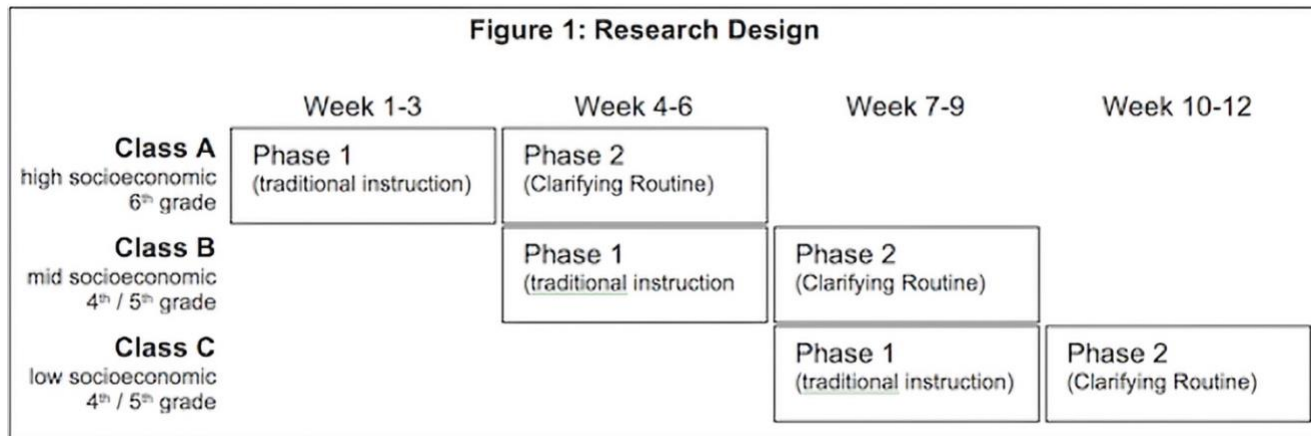 Figure 1: Research Design
Week 1-3 Week 4-6 Week 7-9 Week 10-12
Class A
high socioeconomic
6th grade
Phase 1
(traditional instruction)
Phase 2
(Clarifying Routine)
Class B
mid socioeconomic
4th / 5th grade
Phase 1
(traditional instruction
Phase 2
(Clarifying Routine)
Class C
low socioeconomic
4th / 5th grade
Phase 1
(traditional instruction)
Phase 2
(Clarifying Routine)